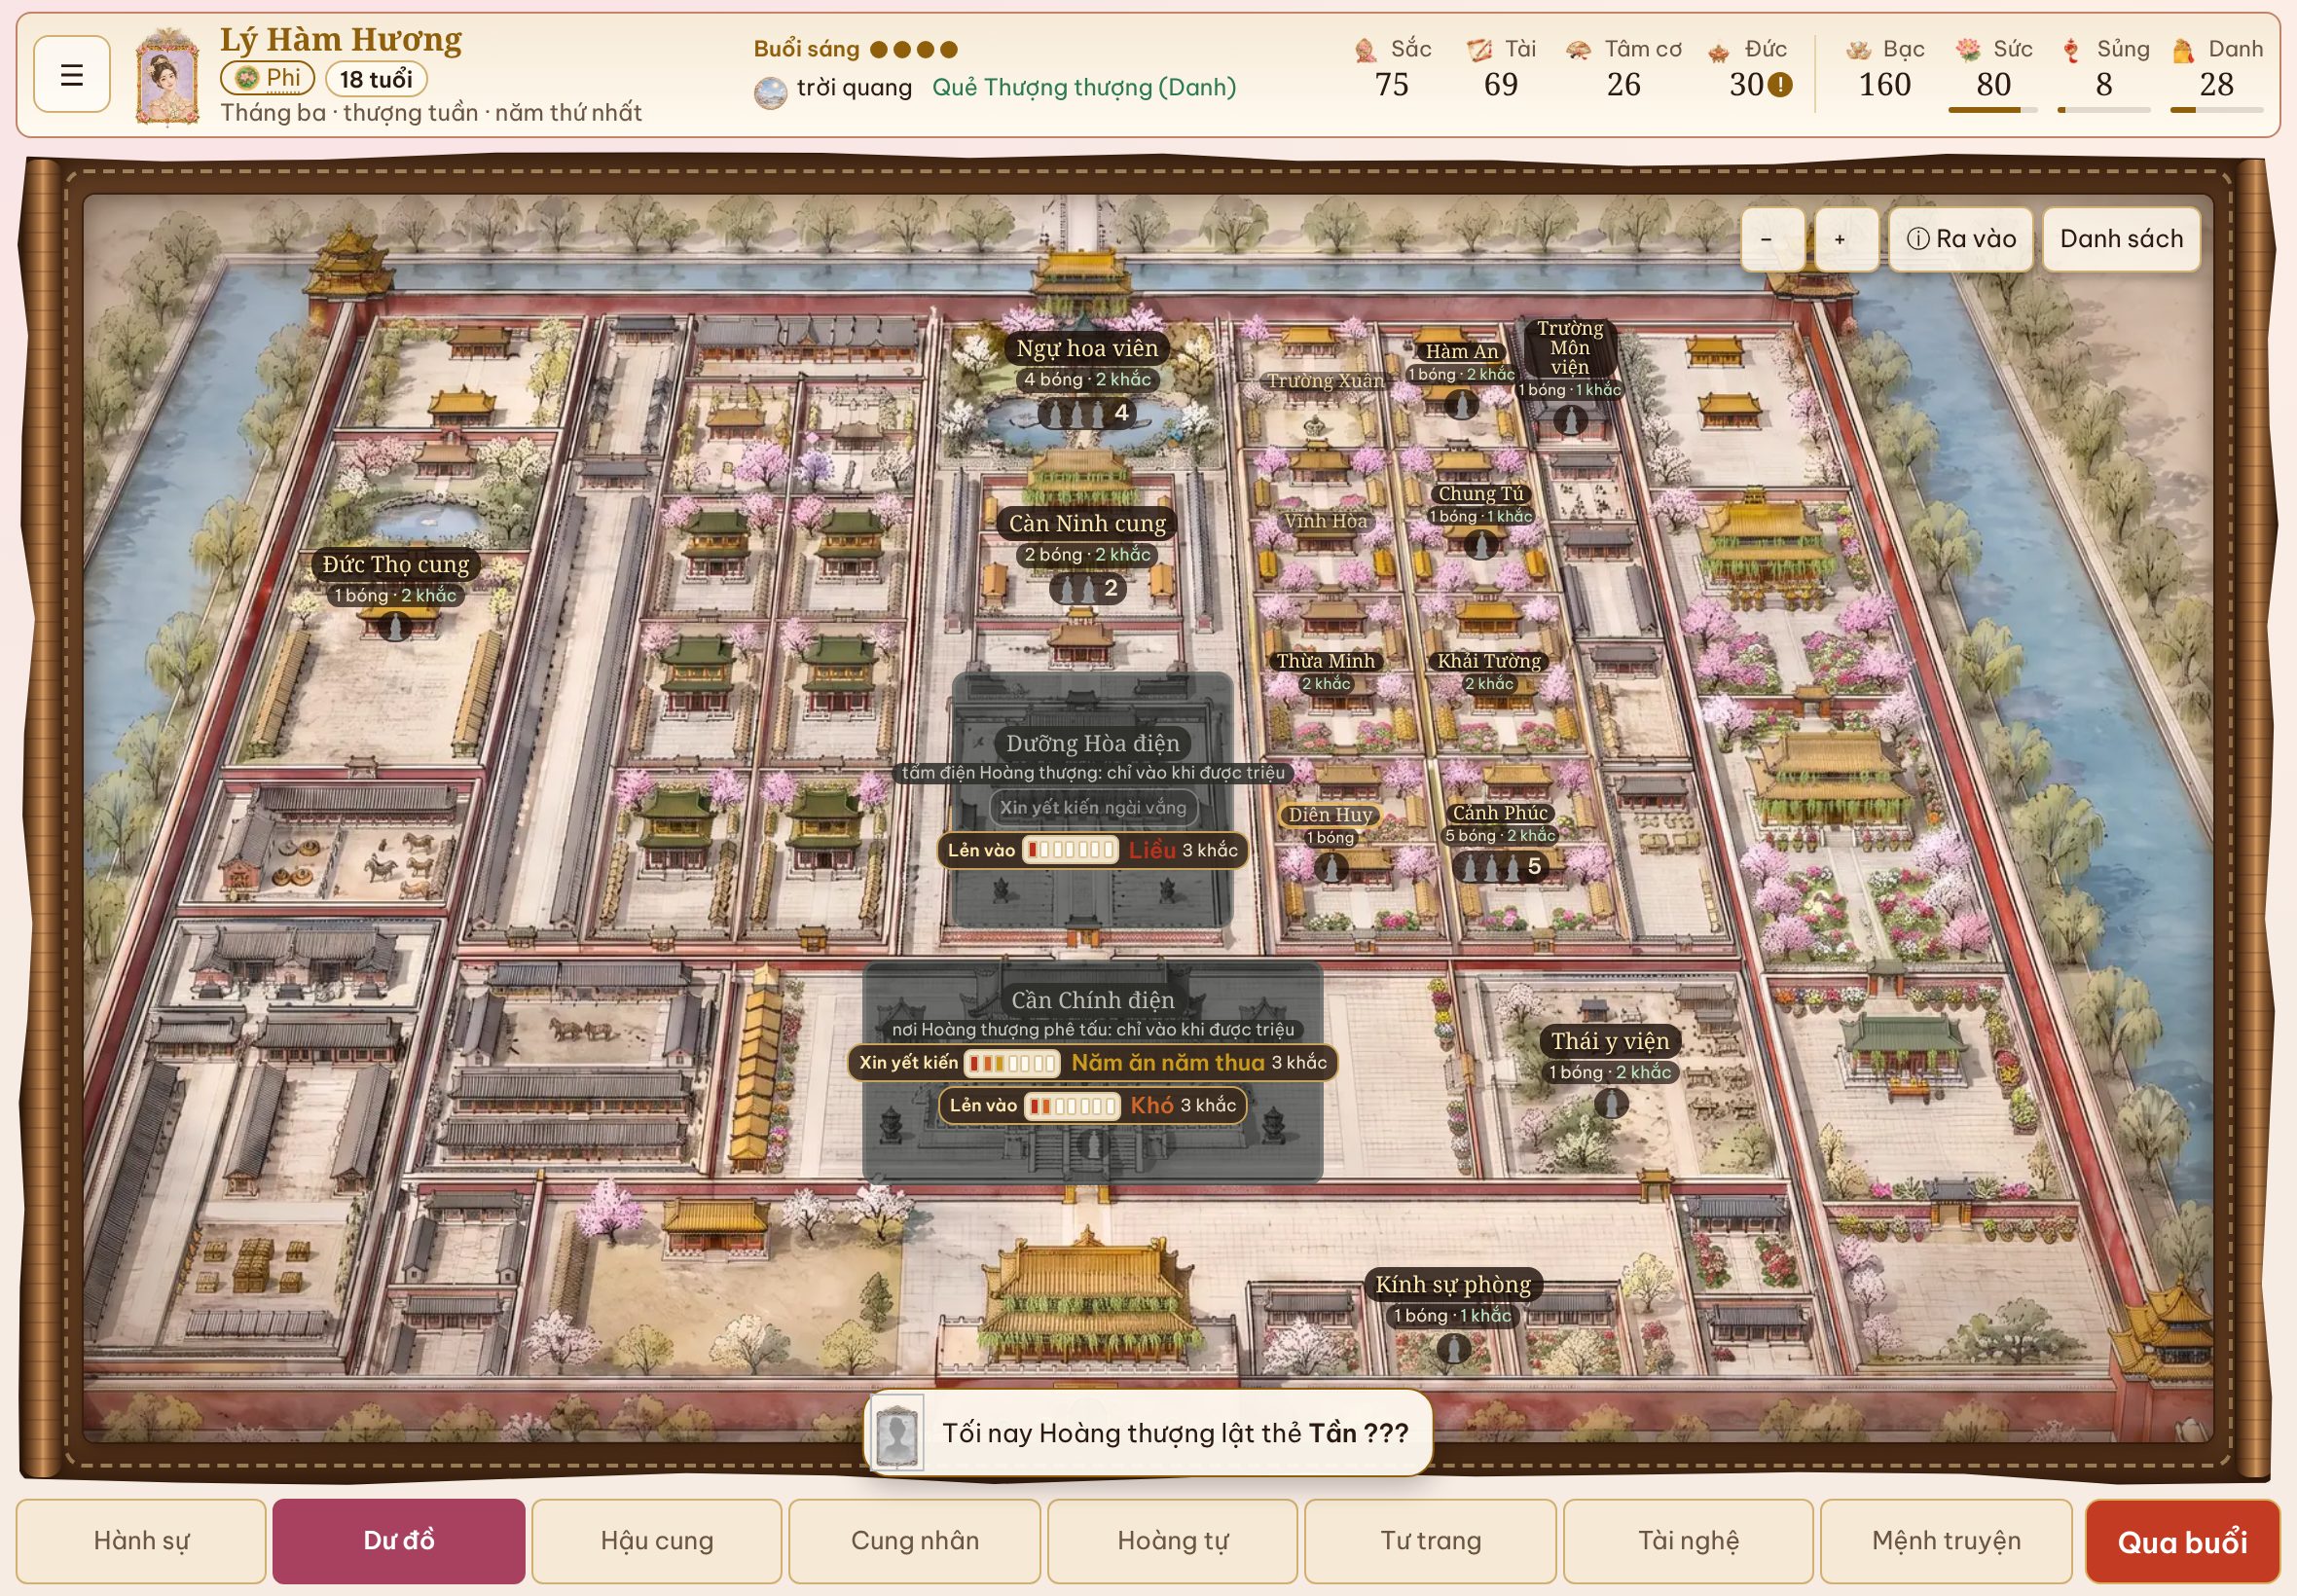 ☰
Lý Hàm Hương
Phi
18 tuổi
Tháng ba · thượng tuần · năm thứ nhất
Buổi sáng
trời quang Quẻ Thượng thượng (Danh)
Sắc 75
Tài 69
Tâm cơ 26
Đức 30 !
Bạc 160
Sức 80
Sủng 8
Danh 28
−
+
ⓘ Ra vào
Danh sách
Ngự hoa viên
4 bóng · 2 khắc
4
Trường Xuân
Hàm An
1 bóng · 2 khắc
Trường
Môn
viện
1 bóng · 1 khắc
Càn Ninh cung
2 bóng · 2 khắc
2
Vĩnh Hòa
Chung Tú
1 bóng · 1 khắc
Đức Thọ cung
1 bóng · 2 khắc
Thừa Minh
2 khắc
Khải Tường
2 khắc
Dưỡng Hòa điện
tẩm điện Hoàng thượng: chỉ vào khi được triệu
Xin yết kiến ngài vắng
Lẻn vào Liều 3 khắc
Diên Huy
1 bóng
Cảnh Phúc
5 bóng · 2 khắc
5
Cần Chính điện
nơi Hoàng thượng phê tấu: chỉ vào khi được triệu
Xin yết kiến Năm ăn năm thua 3 khắc
Lẻn vào Khó 3 khắc
Thái y viện
1 bóng · 2 khắc
Kính sự phòng
1 bóng · 1 khắc
Tối nay Hoàng thượng lật thẻ Tần ???
Hành sự
Dư đồ
Hậu cung
Cung nhân
Hoàng tự
Tư trang
Tài nghệ
Mệnh truyện
Qua buổi